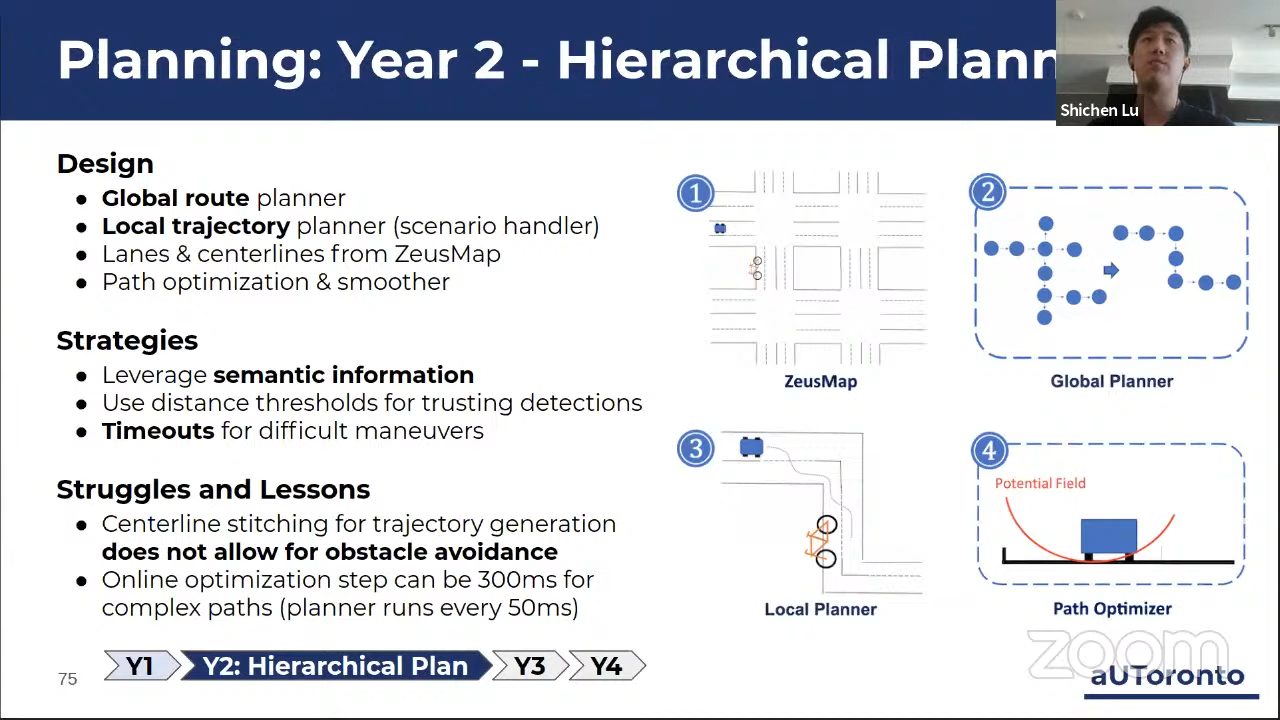 Planning: Year 2 - Hierarchical Plann
Shichen Lu
Design
● Global route planner
● Local trajectory planner (scenario handler)
● Lanes & centerlines from ZeusMap
● Path optimization & smoother
Strategies
● Leverage semantic information
● Use distance thresholds for trusting detections
● Timeouts for difficult maneuvers
Struggles and Lessons
● Centerline stitching for trajectory generation
does not allow for obstacle avoidance
● Online optimization step can be 300ms for
complex paths (planner runs every 50ms)
1
ZeusMap
2
Global Planner
3
Local Planner
4
Potential Field
Path Optimizer
Y1
Y2: Hierarchical Plan
Y3
Y4
75
zoom
aUToronto